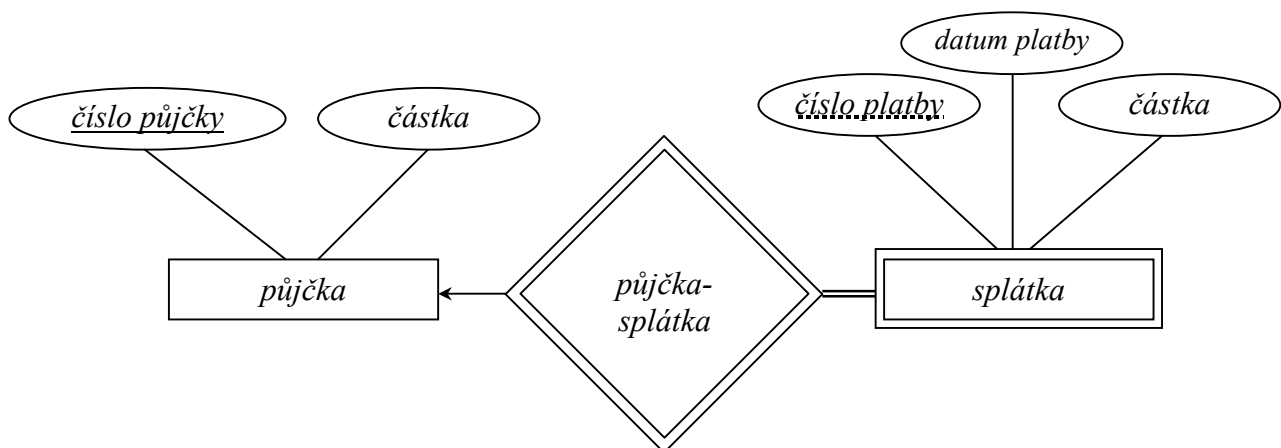 datum platby
číslo půjčky
částka
číslo platby
částka
půjčka
půjčka-
splátka
splátka